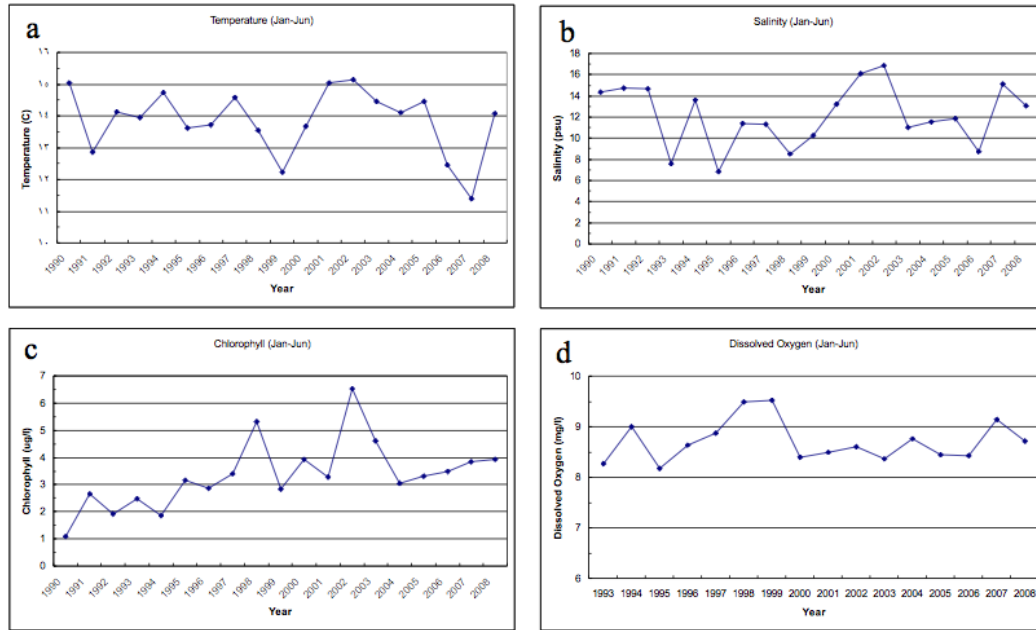 a
Temperature (Jan-Jun)
Temperature (C)
١٦
١٥
١٤
١٣
١٢
١١
١٠
1990 1991 1992 1993 1994 1995 1996 1997 1998 1999 2000 2001 2002 2003 2004 2005 2006 2007 2008
Year
b
Salinity (Jan-Jun)
Salinity (psu)
18
16
14
12
10
8
6
4
2
0
1990 1991 1992 1993 1994 1995 1996 1997 1998 1999 2000 2001 2002 2003 2004 2005 2006 2007 2008
Year
c
Chlorophyll (Jan-Jun)
Chlorophyll (ug/l)
7
6
5
4
3
2
1
0
1990 1991 1992 1993 1994 1995 1996 1997 1998 1999 2000 2001 2002 2003 2004 2005 2006 2007 2008
Year
d
Dissolved Oxygen (Jan-Jun)
Dissolved Oxygen (mg/l)
10
9
8
7
6
1993 1994 1995 1996 1997 1998 1999 2000 2001 2002 2003 2004 2005 2006 2007 2008
Year